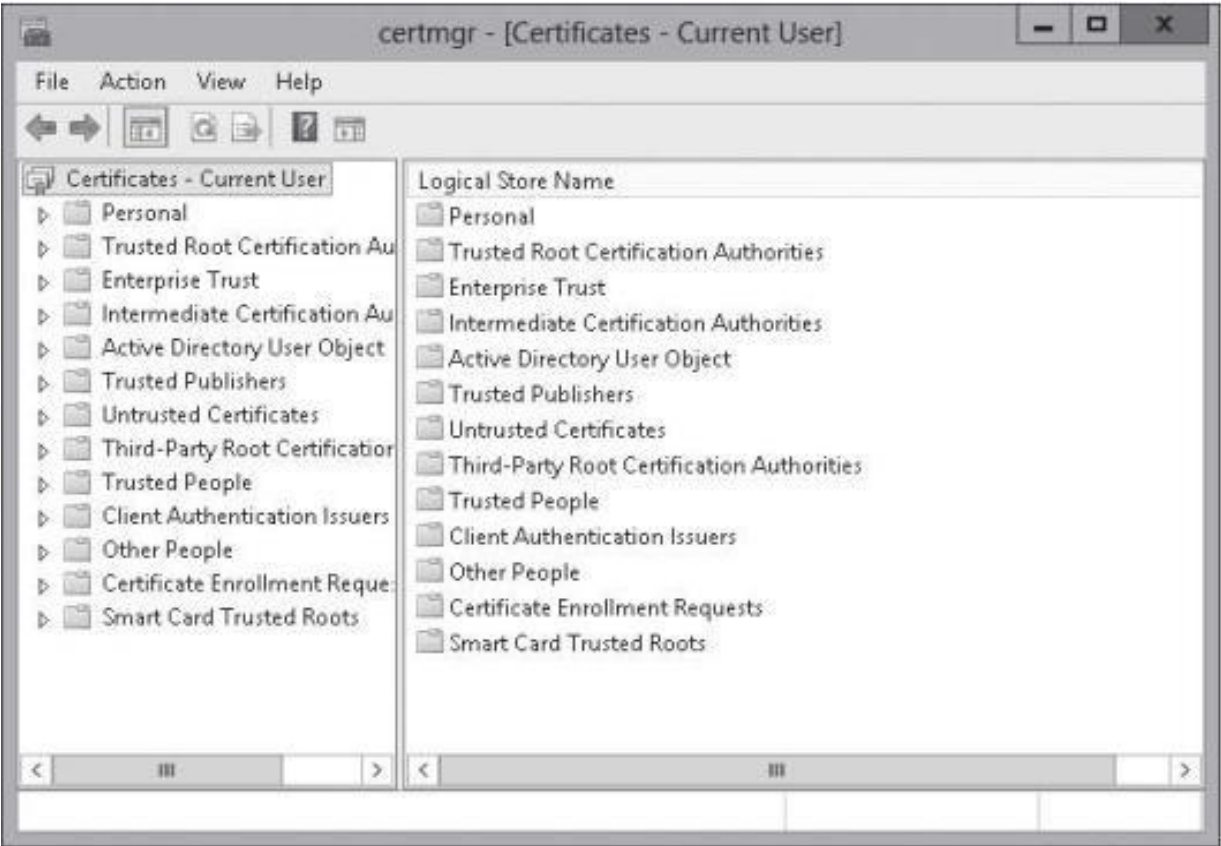 certmgr - [Certificates - Current User]
File Action View Help
Certificates - Current User
Personal
Trusted Root Certification Au
Enterprise Trust
Intermediate Certification Au
Active Directory User Object
Trusted Publishers
Untrusted Certificates
Third-Party Root Certification
Trusted People
Client Authentication Issuers
Other People
Certificate Enrollment Reque
Smart Card Trusted Roots
Logical Store Name
Personal
Trusted Root Certification Authorities
Enterprise Trust
Intermediate Certification Authorities
Active Directory User Object
Trusted Publishers
Untrusted Certificates
Third-Party Root Certification Authorities
Trusted People
Client Authentication Issuers
Other People
Certificate Enrollment Requests
Smart Card Trusted Roots